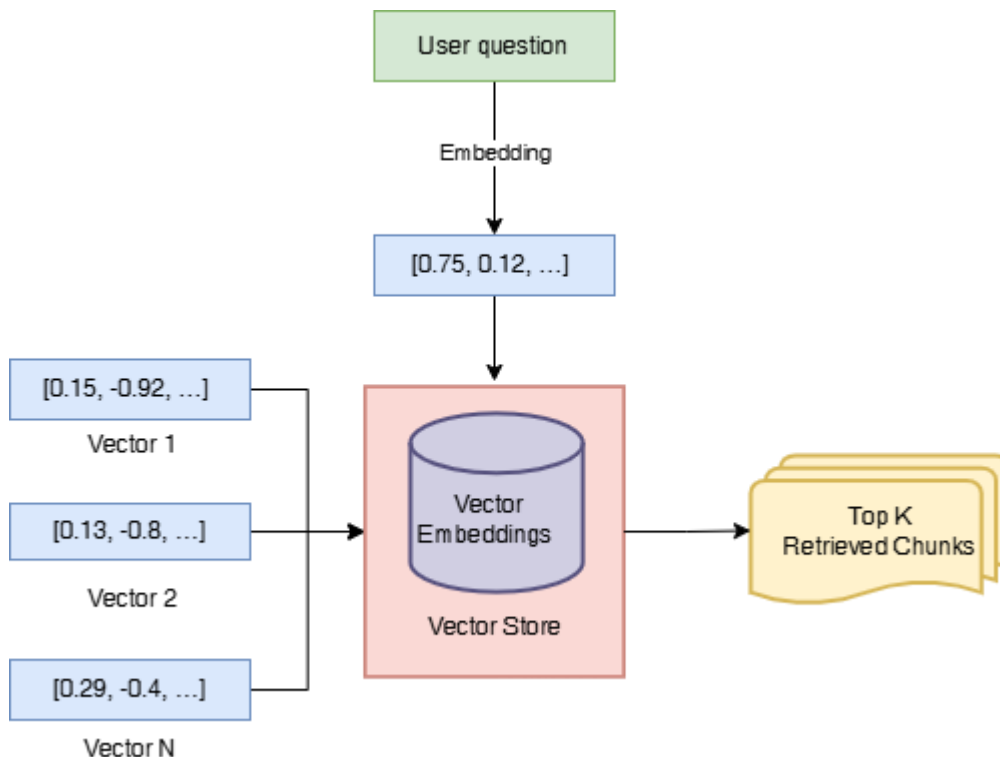 User question
Embedding
[0.75, 0.12, ...]
[0.15, -0.92, ...]
Vector 1
[0.13, -0.8, ...]
Vector 2
[0.29, -0.4, ...]
Vector N
Vector
Embeddings
Vector Store
Top K
Retrieved Chunks